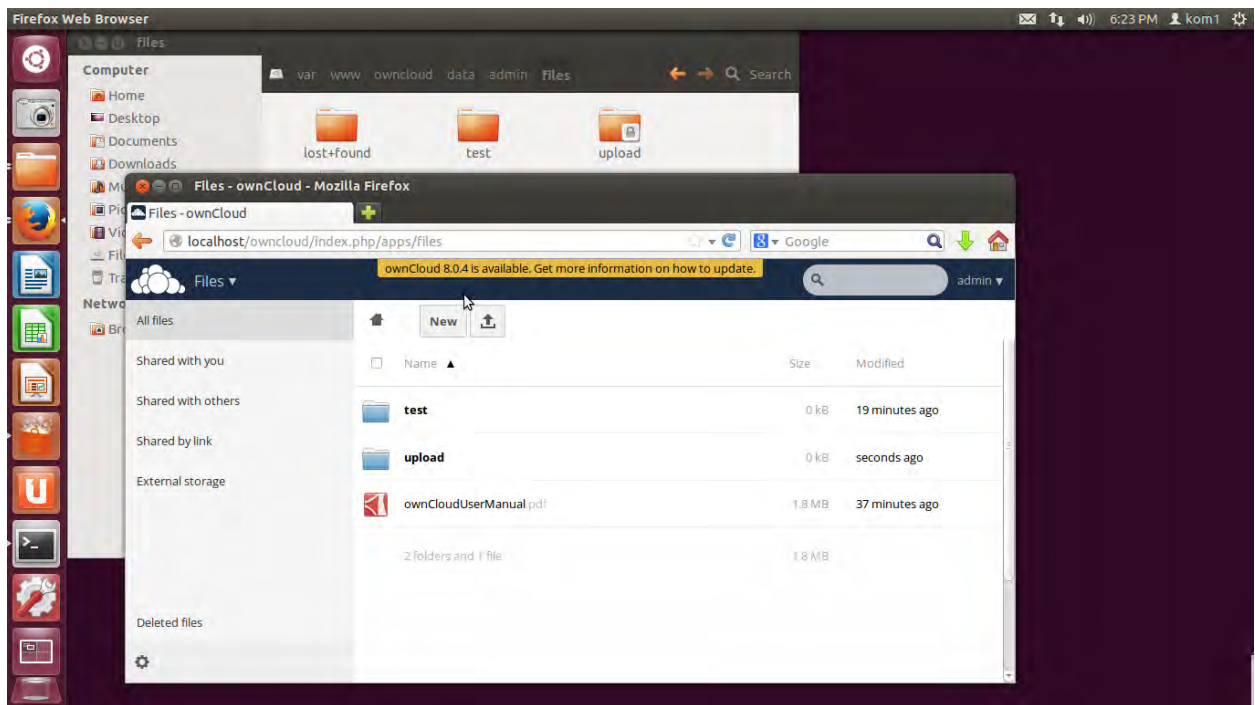 Firefox Web Browser
6:23 PM kom1
files
Computer
Home
Desktop
Documents
Downloads
var www owncloud data admin files
Search
lost+found test upload
Files - ownCloud - Mozilla Firefox
Files - ownCloud
localhost/owncloud/index.php/apps/files
Google
ownCloud 8.0.4 is available. Get more information on how to update.
Files
admin
Netwo
All files
Shared with you
Shared with others
Shared by link
External storage
Deleted files
New
Name Size Modified
test 0 kB 19 minutes ago
upload 0 kB seconds ago
ownCloudUserManual.pdf 1.8 MB 37 minutes ago
2 folders and 1 file 1.8 MB